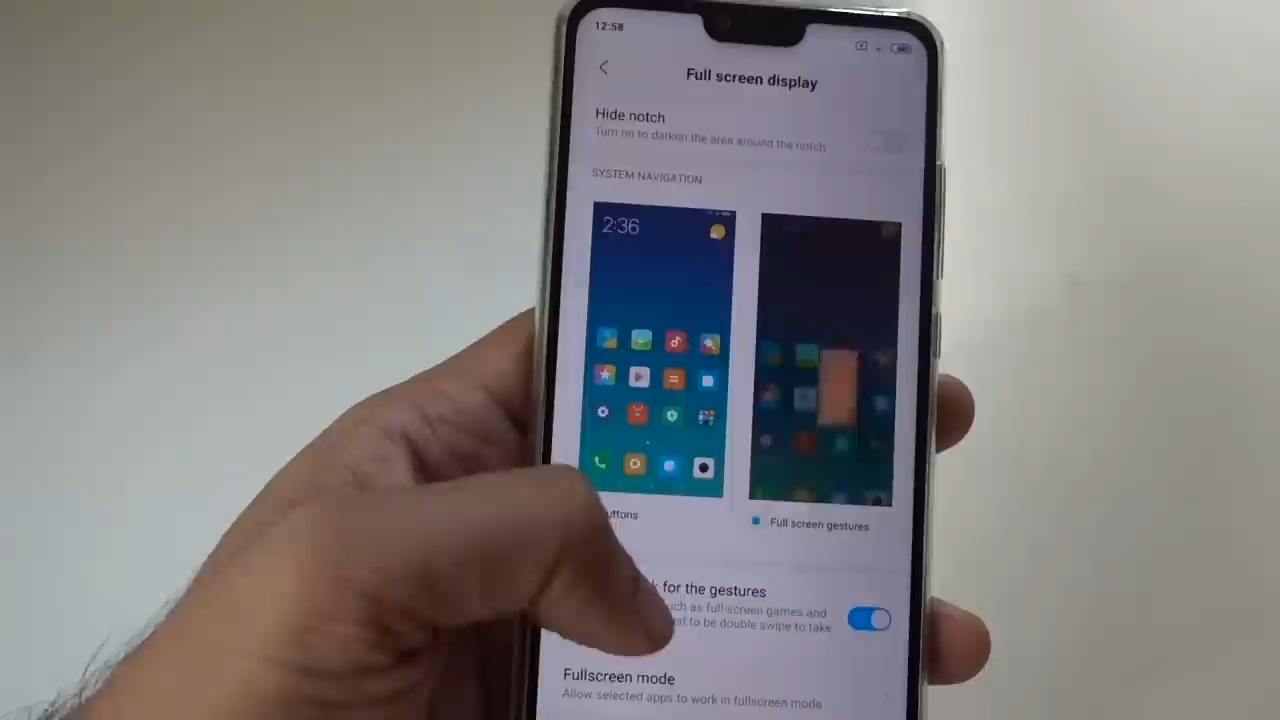 12:58
Full screen display
Hide notch
Turn on to darken the area around the notch
SYSTEM NAVIGATION
2:36
uttons
Full screen gestures
k for the gestures
uch as full-screen games and
to be double swipe to take
Fullscreen mode
Allow selected apps to work in fullscreen mode